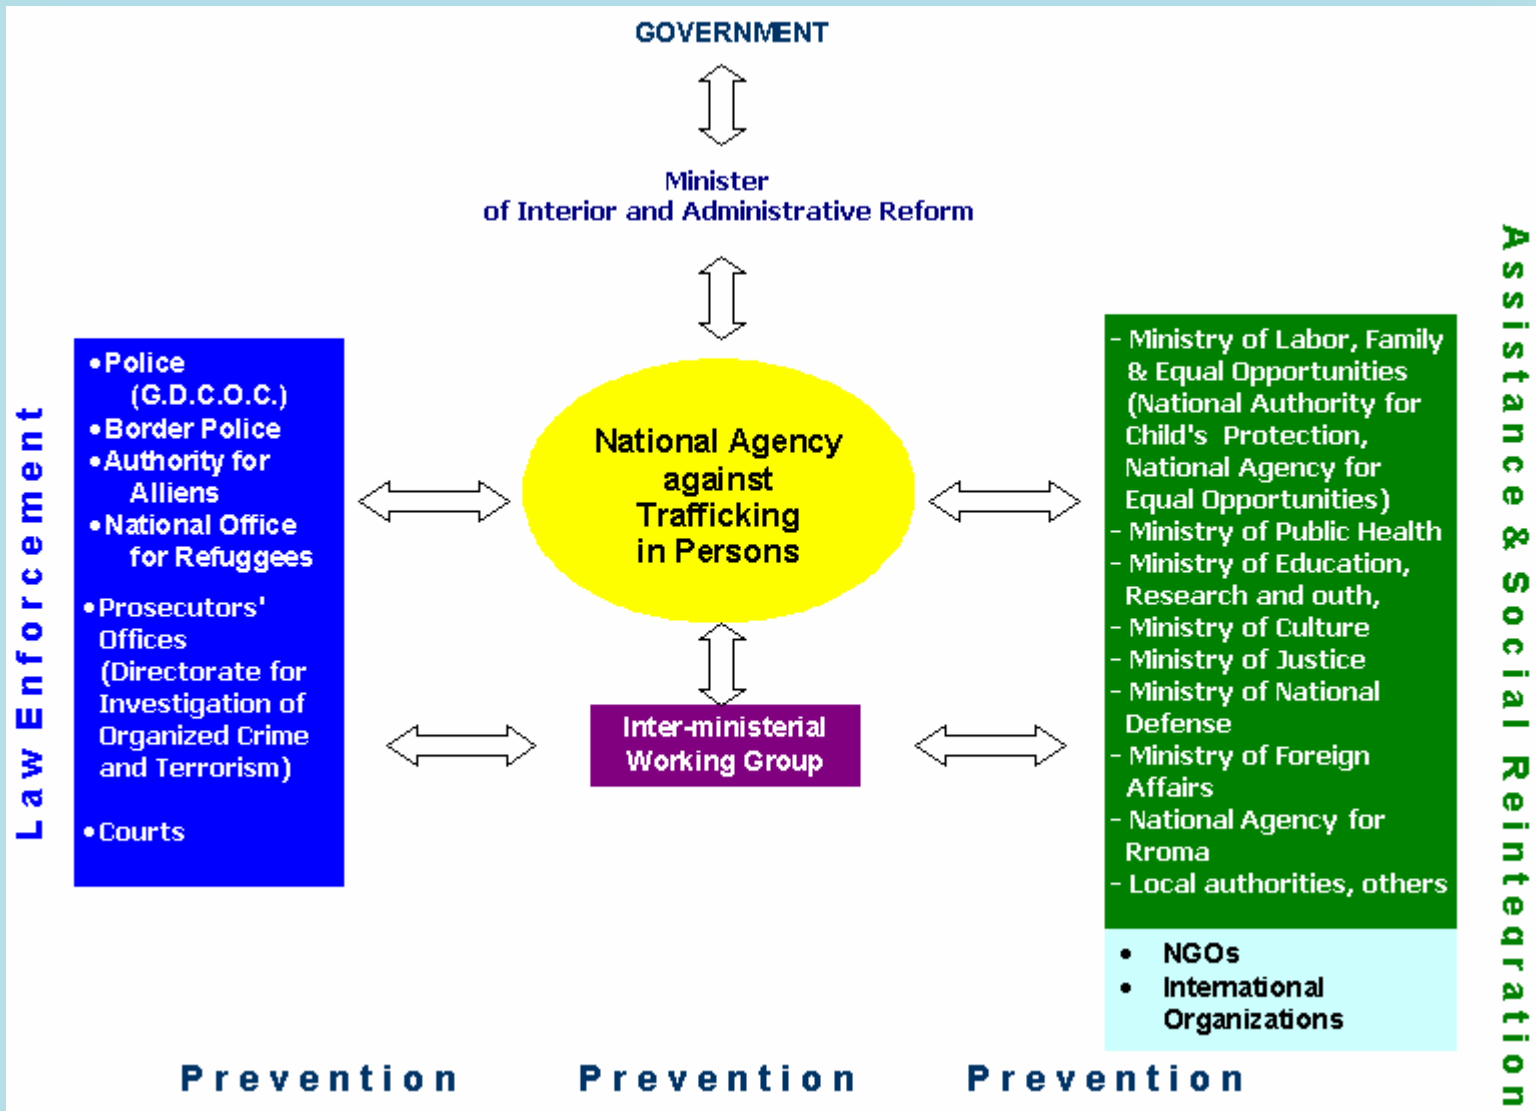 GOVERNMENT
Minister
of Interior and Administrative Reform
Law Enforcement
•Police
(G.D.C.O.C.)
•Border Police
•Authority for
Alliens
•National Office
for Refuggees
•Prosecutors'
Offices
(Directorate for
Investigation of
Organized Crime
and Terrorism)
•Courts
National Agency
against
Trafficking
in Persons
Inter-ministerial
Working Group
- Ministry of Labor, Family
& Equal Opportunities
(National Authority for
Child's Protection,
National Agency for
Equal Opportunities)
- Ministry of Public Health
- Ministry of Education,
Research and outh,
- Ministry of Culture
- Ministry of Justice
- Ministry of National
Defense
- Ministry of Foreign
Affairs
- National Agency for
Rroma
- Local authorities, others
• NGOs
• International
Organizations
Assistance & Social Reintegration
Prevention Prevention Prevention